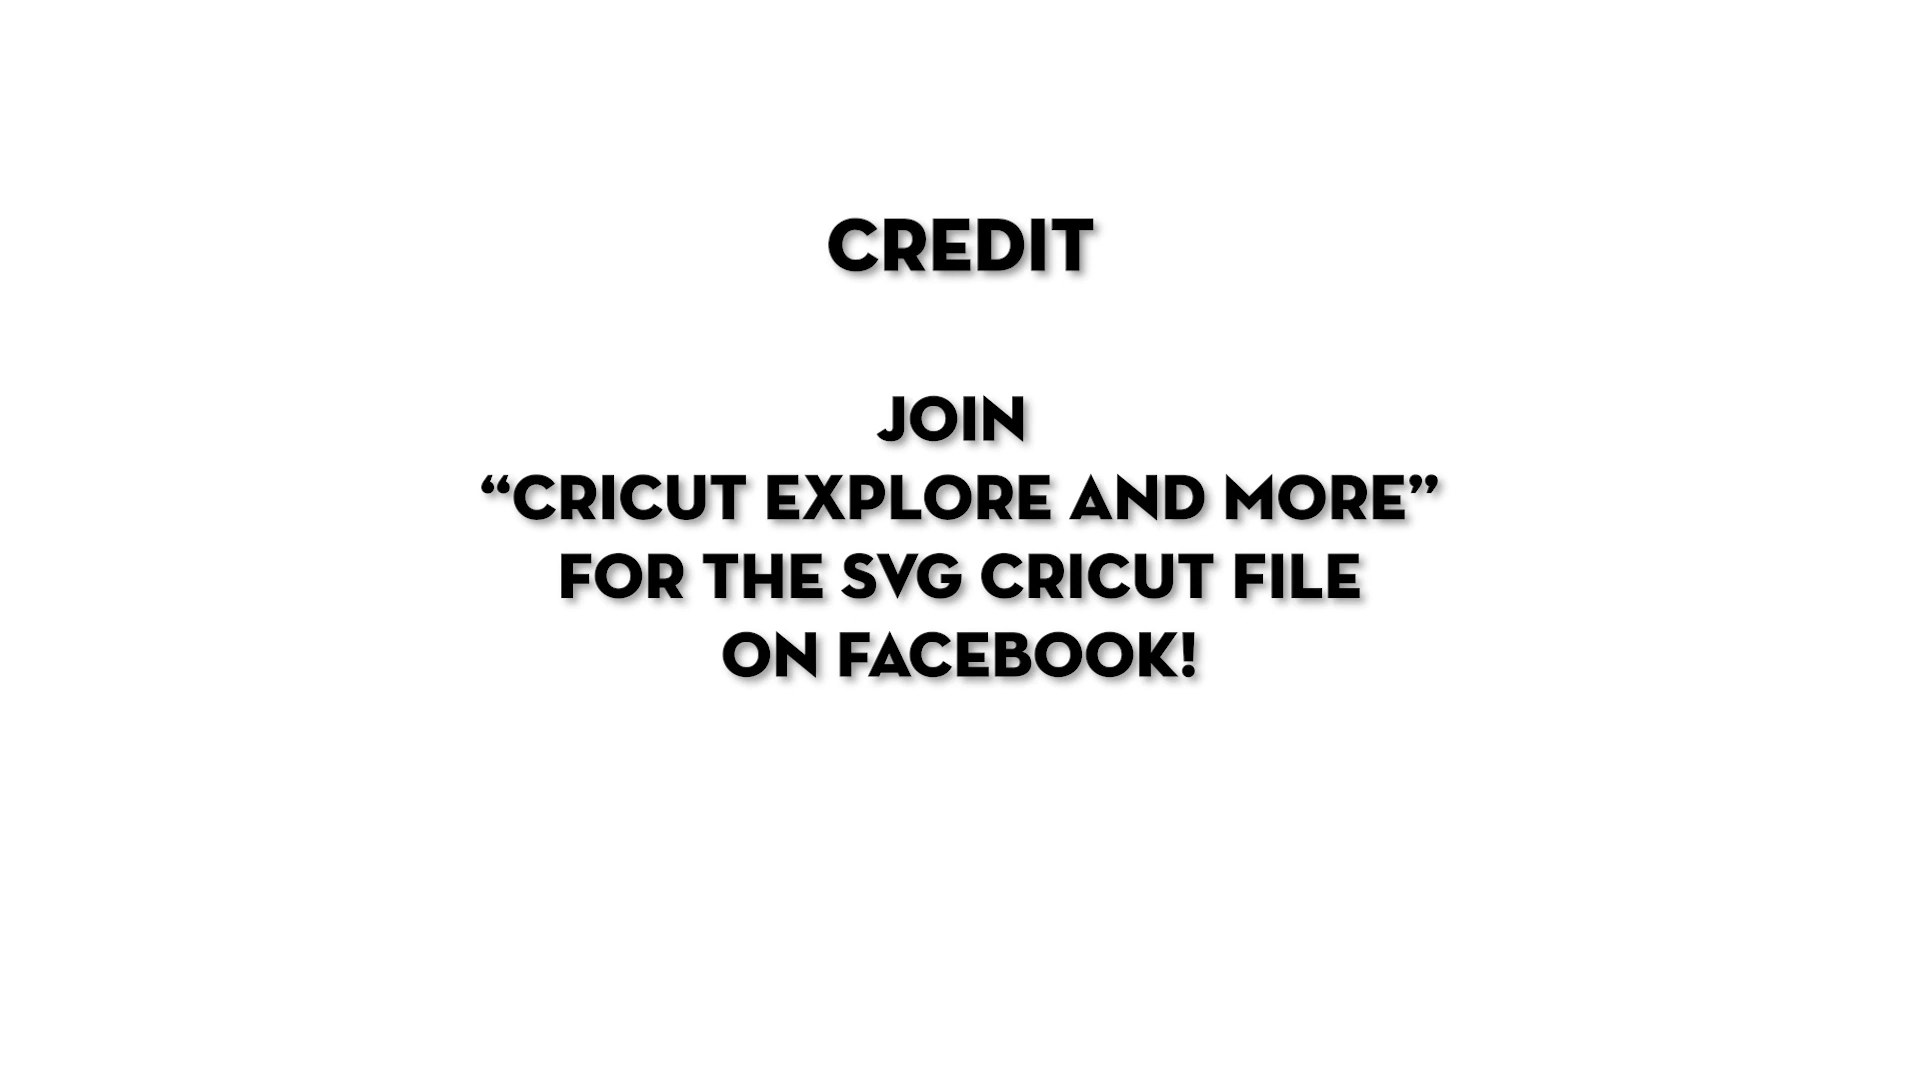 CREDIT
JOIN
“CRICUT EXPLORE AND MORE”
FOR THE SVG CRICUT FILE
ON FACEBOOK!